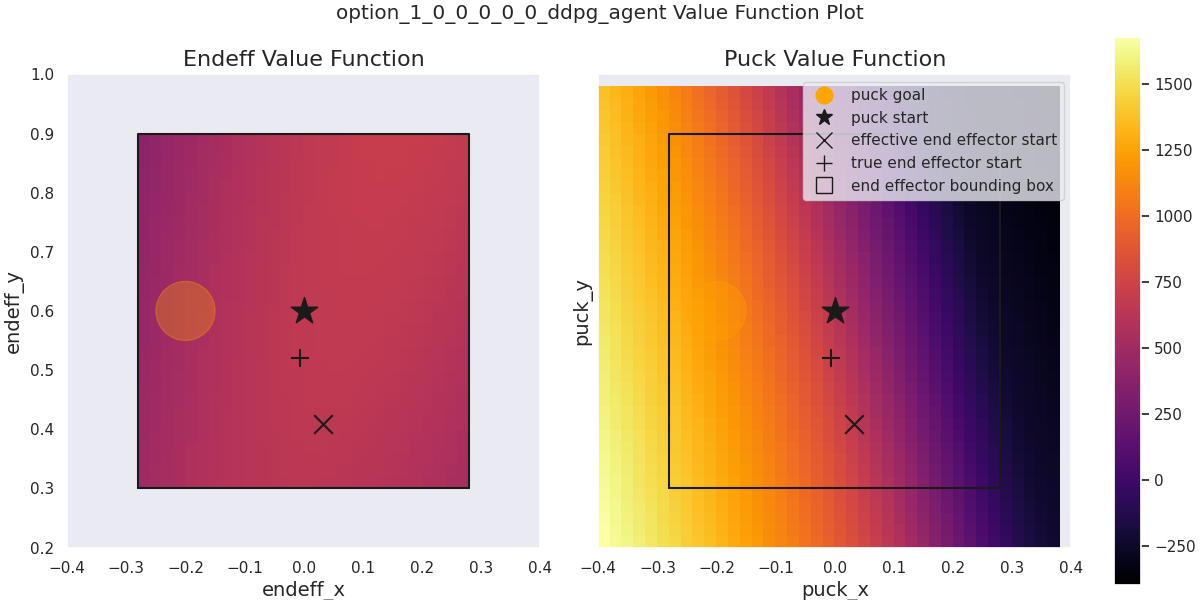 option_1_0_0_0_0_0_ddpg_agent Value Function Plot
Endeff Value Function
1.0
0.9
0.8
0.7
0.6
0.5
0.4
0.3
0.2
endeff_y
−0.4 −0.3 −0.2 −0.1 0.0 0.1 0.2 0.3 0.4
endeff_x
Puck Value Function
puck goal
puck start
effective end effector start
true end effector start
end effector bounding box
puck_y
−0.4 −0.3 −0.2 −0.1 0.0 0.1 0.2 0.3 0.4
puck_x
1500
1250
1000
750
500
250
0
−250